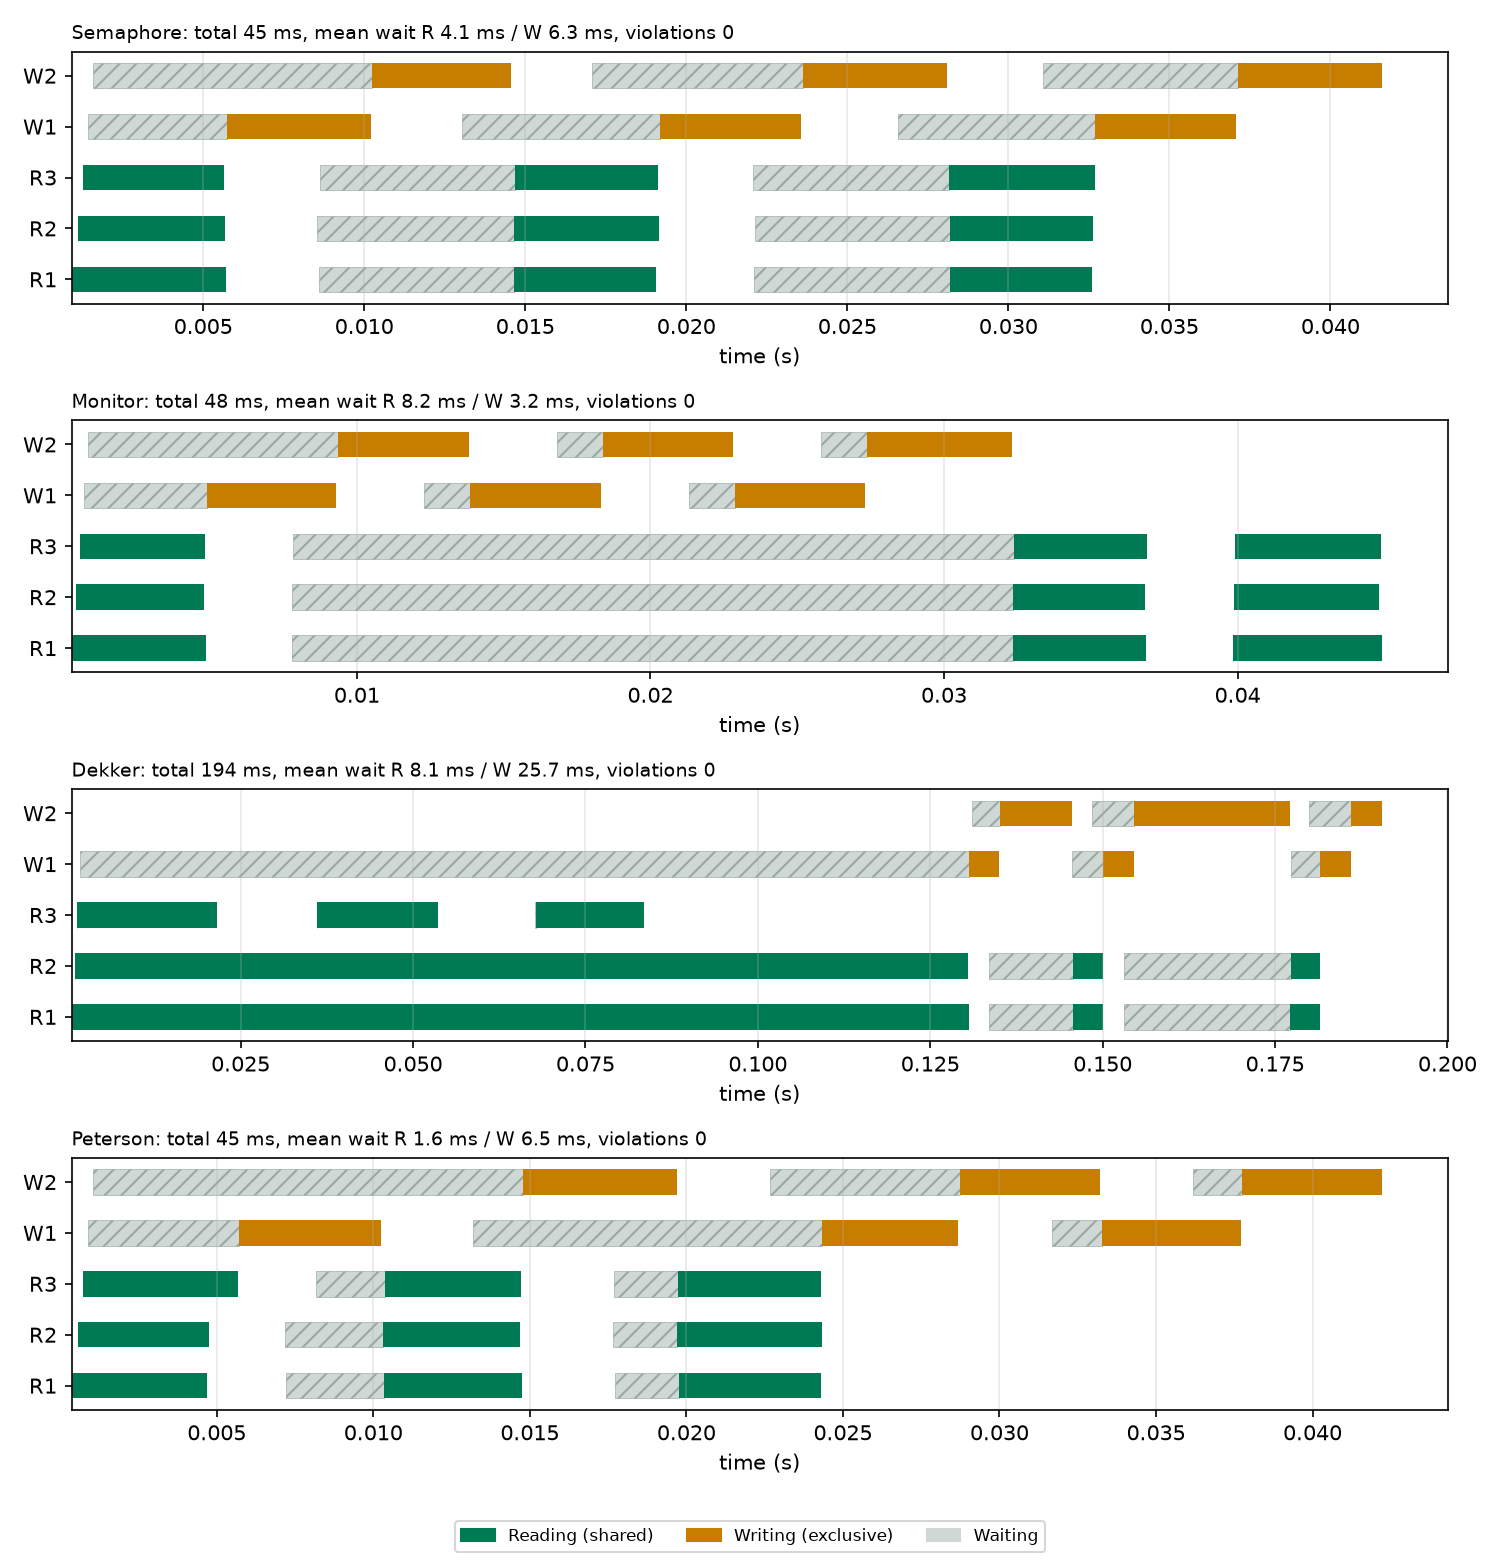 Semaphore: total 45 ms, mean wait R 4.1 ms / W 6.3 ms, violations 0
W2
W1
R3
R2
R1
0.005 0.010 0.015 0.020 0.025 0.030 0.035 0.040
time (s)
Monitor: total 48 ms, mean wait R 8.2 ms / W 3.2 ms, violations 0
W2
W1
R3
R2
R1
0.01 0.02 0.03 0.04
time (s)
Dekker: total 194 ms, mean wait R 8.1 ms / W 25.7 ms, violations 0
W2
W1
R3
R2
R1
0.025 0.050 0.075 0.100 0.125 0.150 0.175 0.200
time (s)
Peterson: total 45 ms, mean wait R 1.6 ms / W 6.5 ms, violations 0
W2
W1
R3
R2
R1
0.005 0.010 0.015 0.020 0.025 0.030 0.035 0.040
time (s)
Reading (shared) Writing (exclusive) Waiting